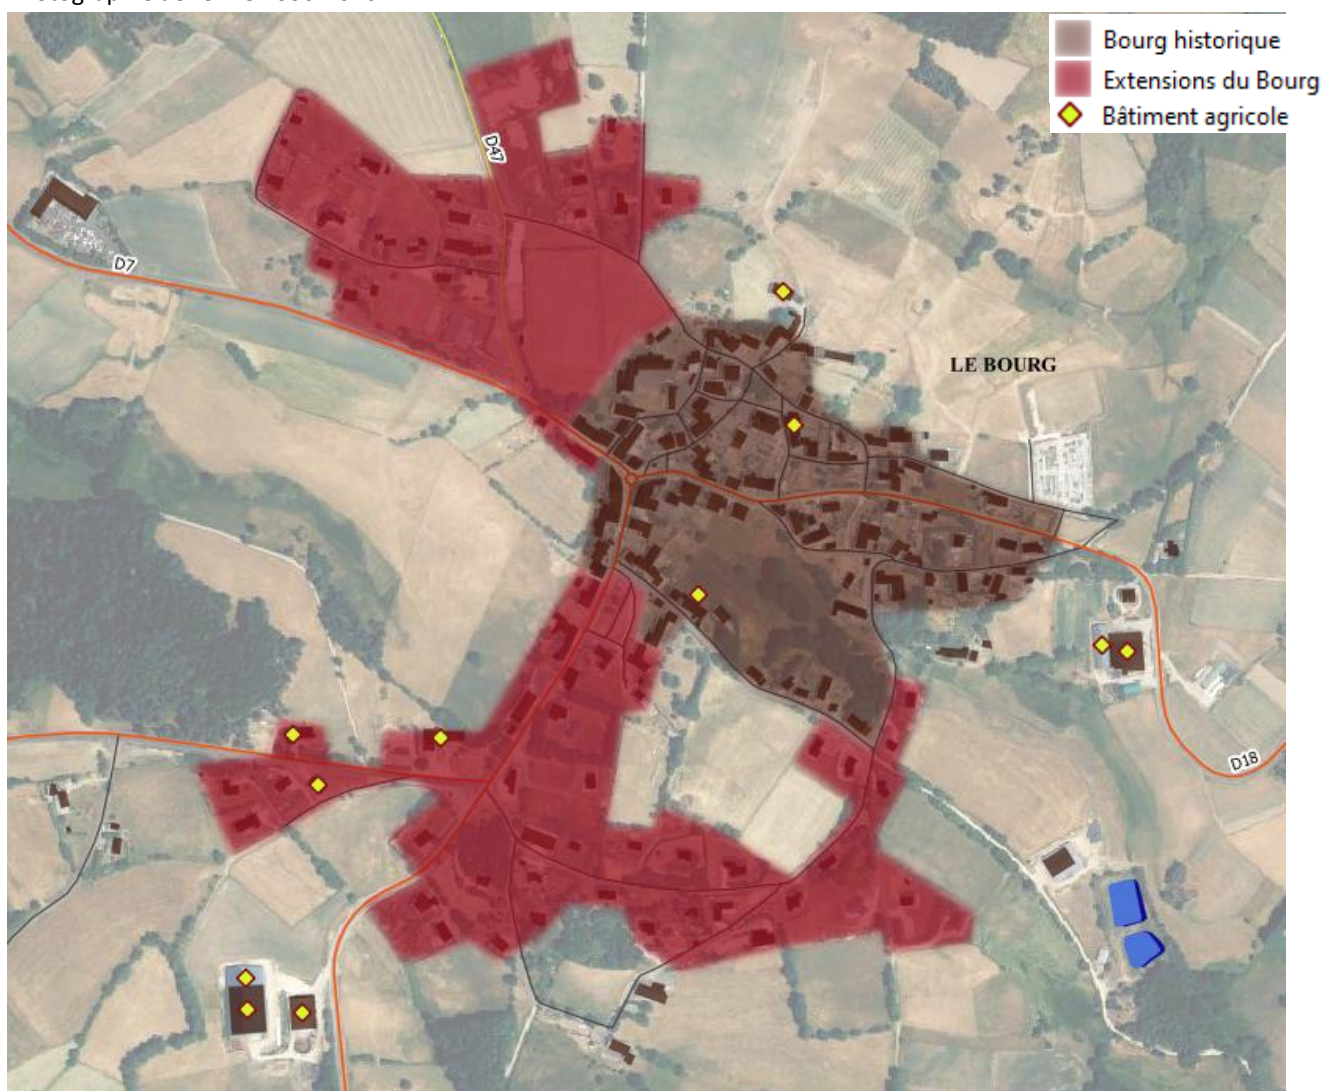 Bourg historique
Extensions du Bourg
Bâtiment agricole
D47
D7
LE BOURG
D18